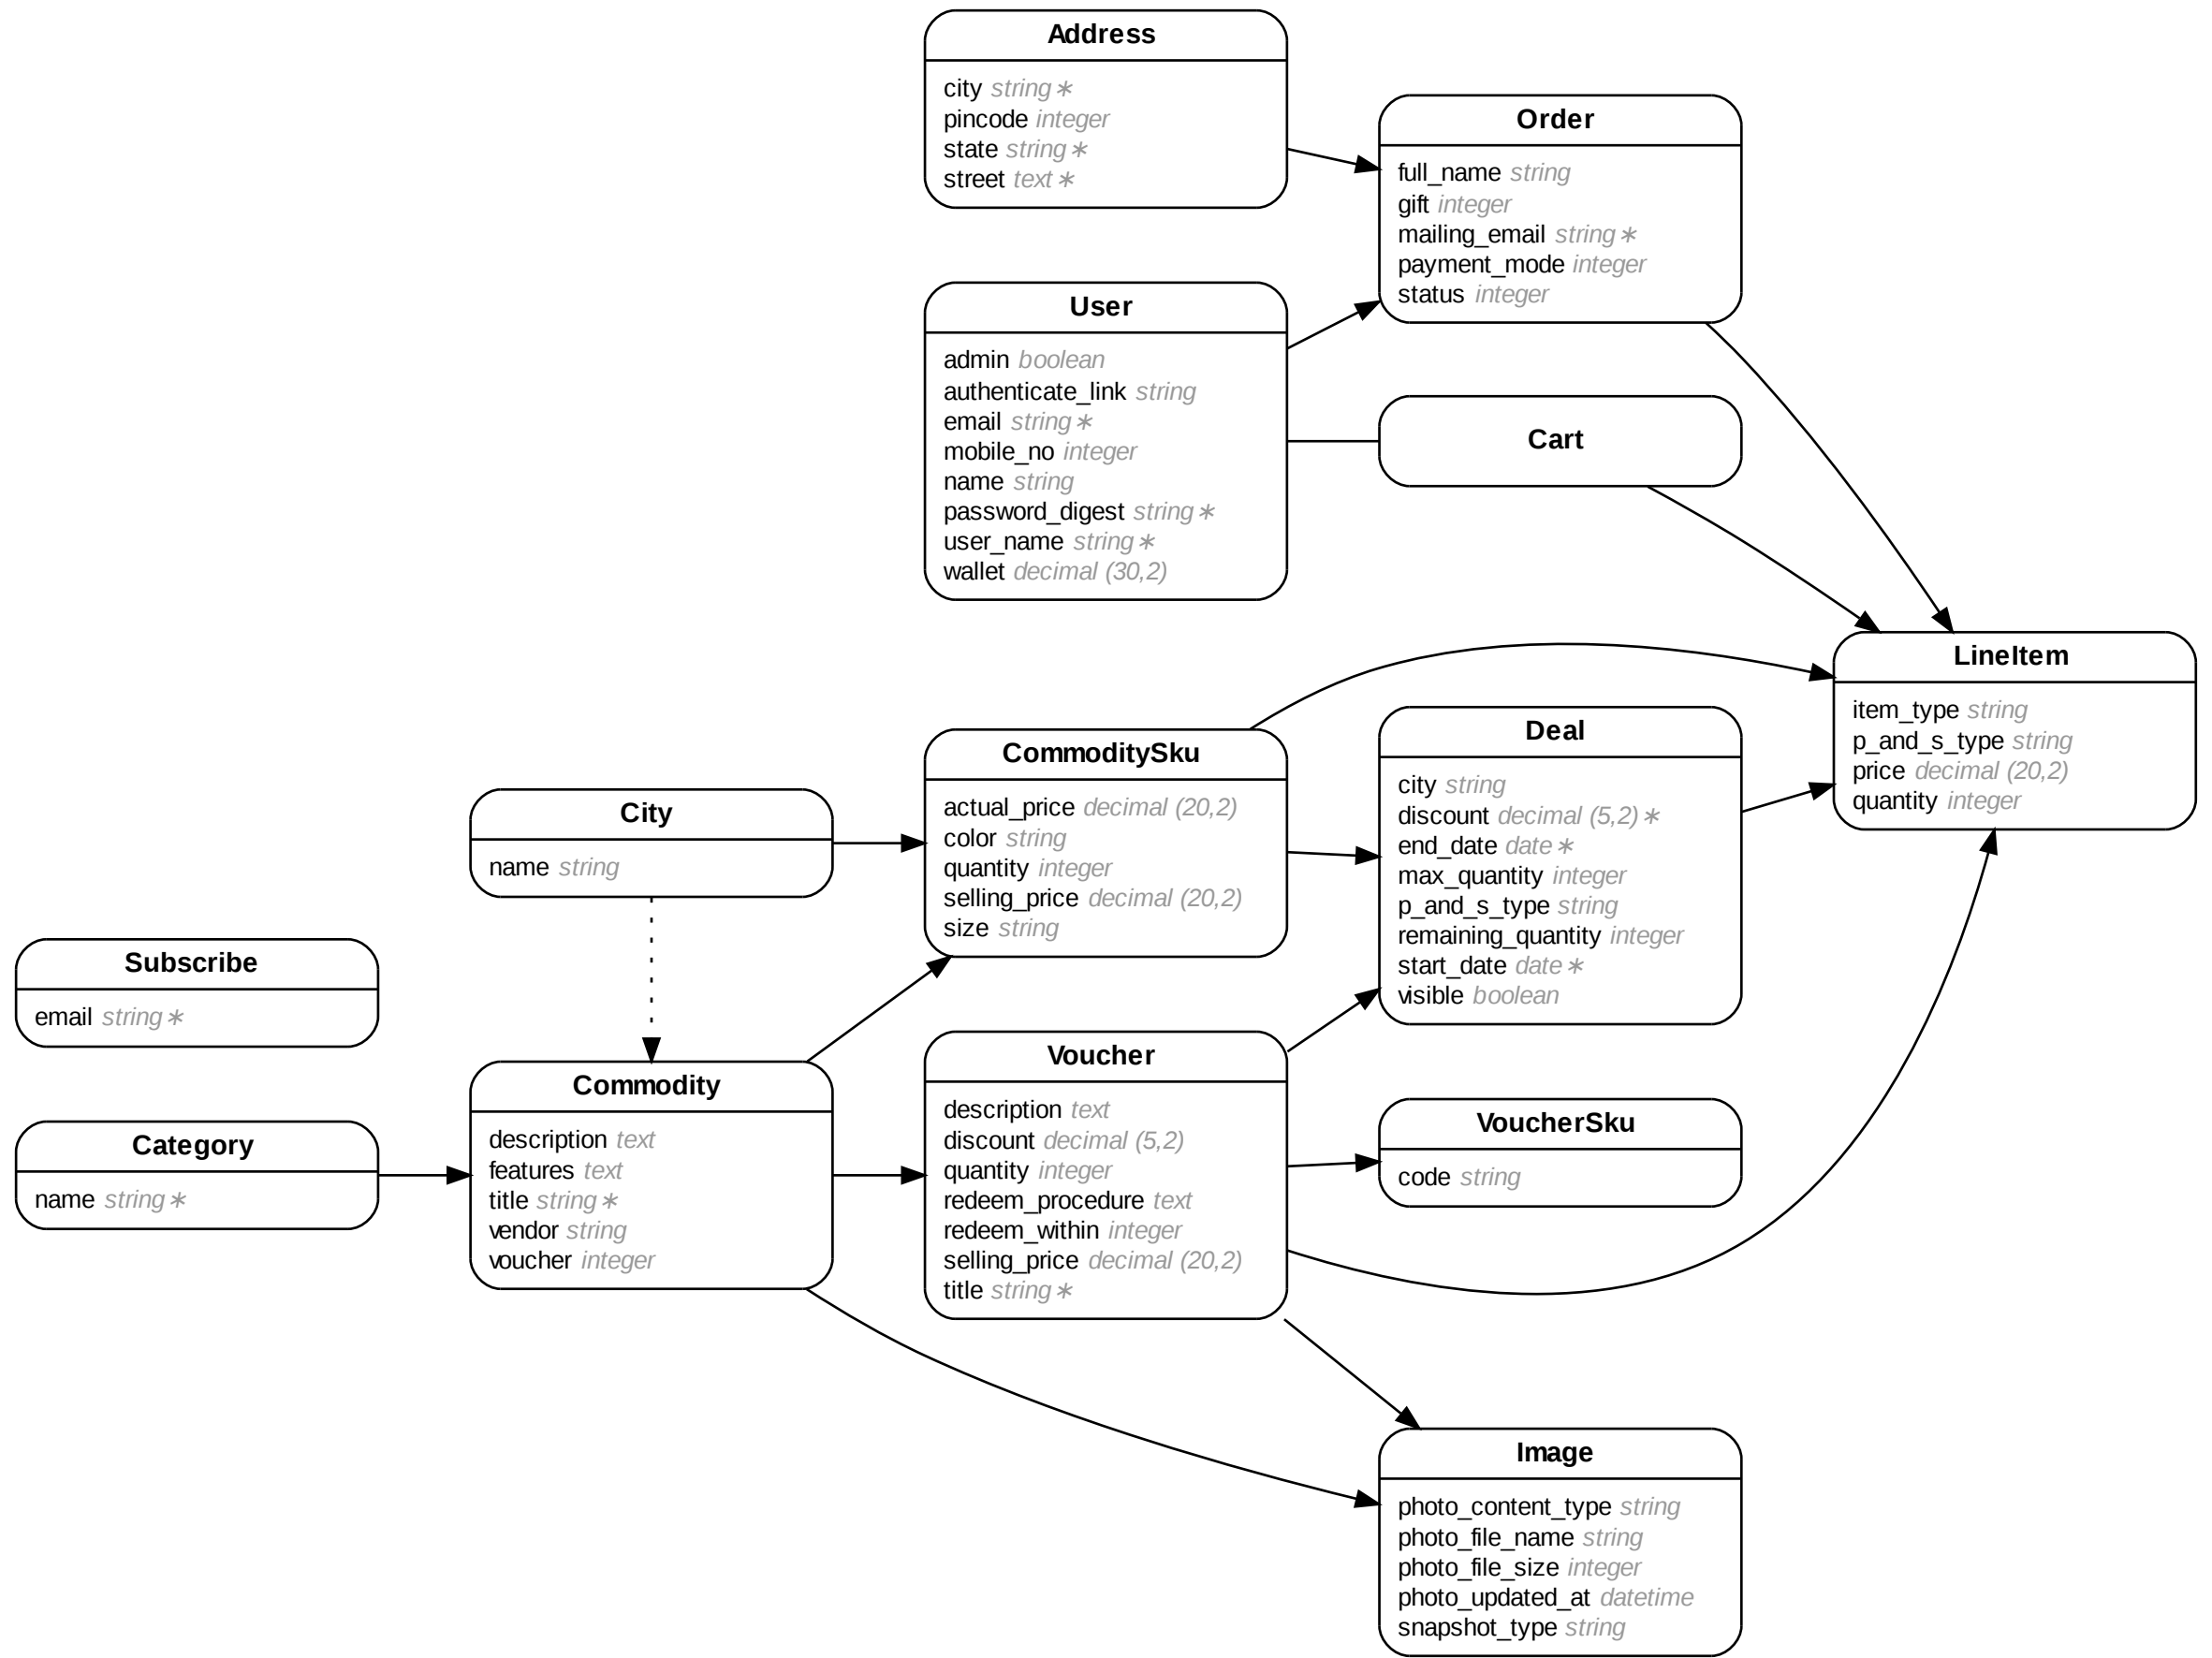 Address
city string∗
pincode integer
state string∗
street text∗
Order
full_name string
gift integer
mailing_email string∗
payment_mode integer
status integer
User
admin boolean
authenticate_link string
email string∗
mobile_no integer
name string
password_digest string∗
user_name string∗
wallet decimal (30,2)
Cart
LineItem
item_type string
p_and_s_type string
price decimal (20,2)
quantity integer
CommoditySku
actual_price decimal (20,2)
color string
quantity integer
selling_price decimal (20,2)
size string
Deal
city string
discount decimal (5,2)∗
end_date date∗
max_quantity integer
p_and_s_type string
remaining_quantity integer
start_date date∗
visible boolean
City
name string
Subscribe
email string∗
Category
name string∗
Commodity
description text
features text
title string∗
vendor string
voucher integer
Voucher
description text
discount decimal (5,2)
quantity integer
redeem_procedure text
redeem_within integer
selling_price decimal (20,2)
title string∗
VoucherSku
code string
Image
photo_content_type string
photo_file_name string
photo_file_size integer
photo_updated_at datetime
snapshot_type string